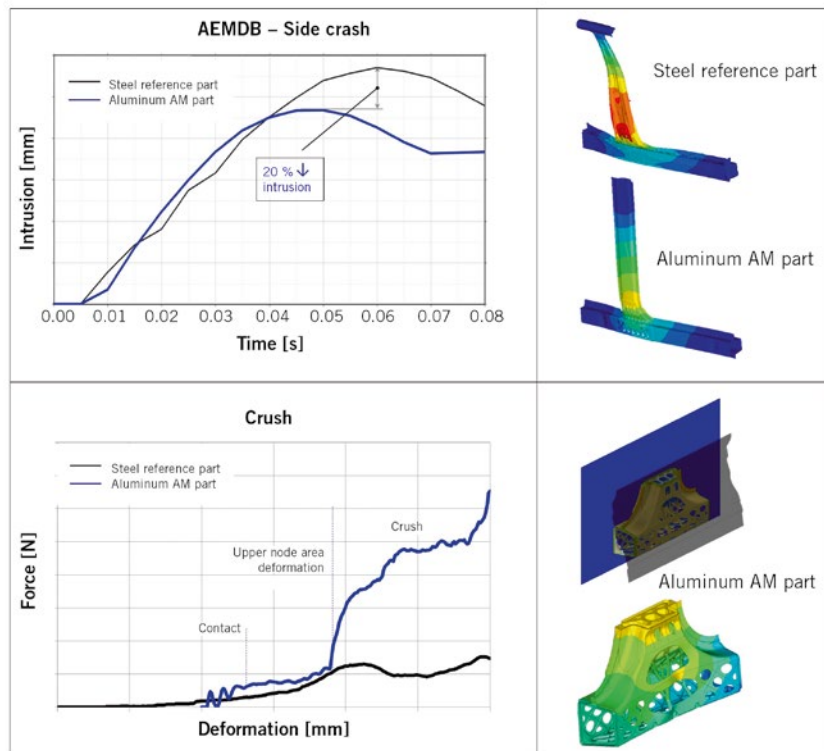 AEMDB – Side crash
Steel reference part
Aluminum AM part
20 % ↓
intrusion
Intrusion [mm]
0.00 0.01 0.02 0.03 0.04 0.05 0.06 0.07 0.08
Time [s]
Steel reference part
Aluminum AM part
Crush
Steel reference part
Aluminum AM part
Crush
Upper node area
deformation
Contact
Force [N]
Deformation [mm]
Aluminum AM part